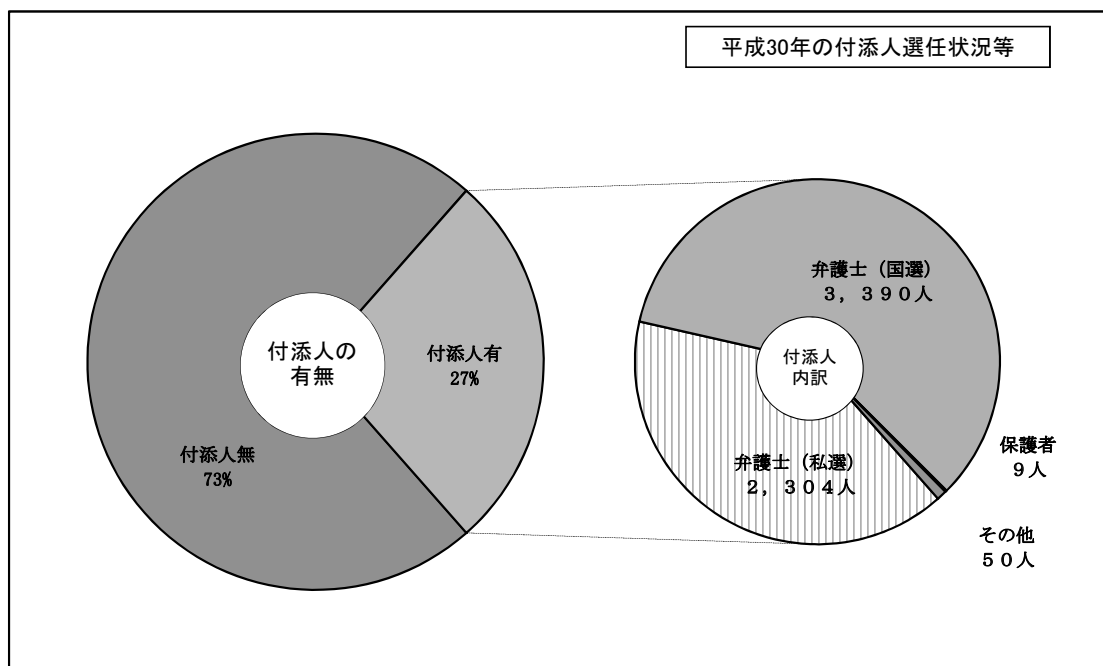 平成30年の付添人選任状況等
付添人の
有無
付添人有
27%
付添人無
73%
弁護士（国選）
３，３９０人
付添人
内訳
弁護士（私選）
２，３０４人
保護者
９人
その他
５０人